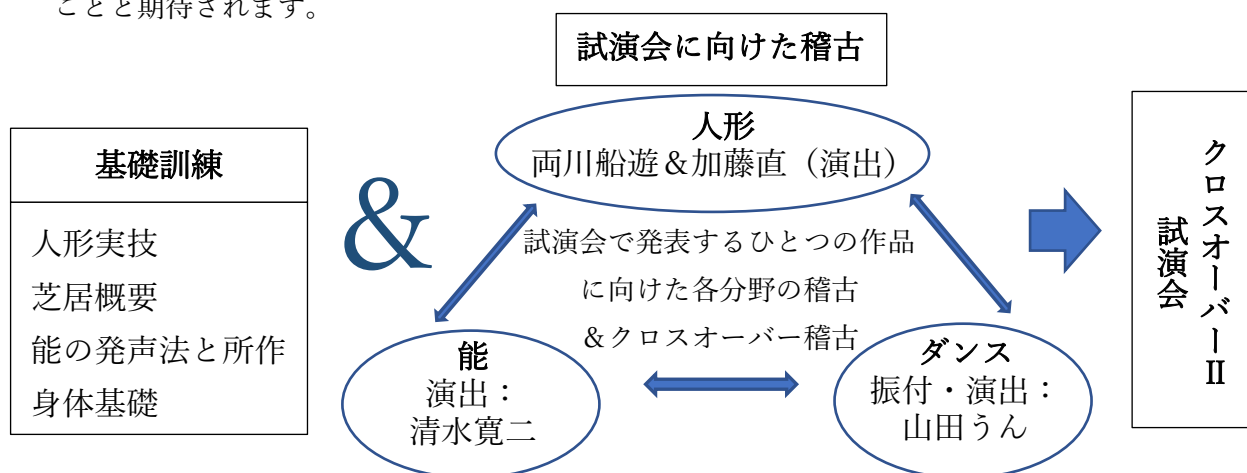 ことと期待されます。
試演会に向けた稽古
基礎訓練
人形実技
芝居概要
能の発声法と所作
身体基礎
&
人形
両川船遊&加藤直（演出）
試演会で発表するひとつの作品
に向けた各分野の稽古
&クロスオーバー稽古
能
演出：
清水寛二
ダンス
振付・演出：
山田うん
クロスオーバーⅡ
試演会